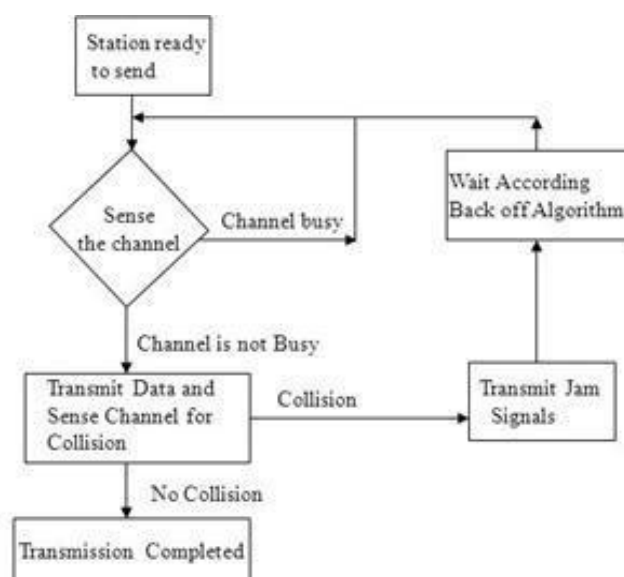 Station ready
to send
Sense
the channel
Channel busy
Wait According
Back off Algorithm
Channel is not Busy
Transmit Data and
Sense Channel for
Collision
Collision
Transmit Jam
Signals
No Collision
Transmission Completed